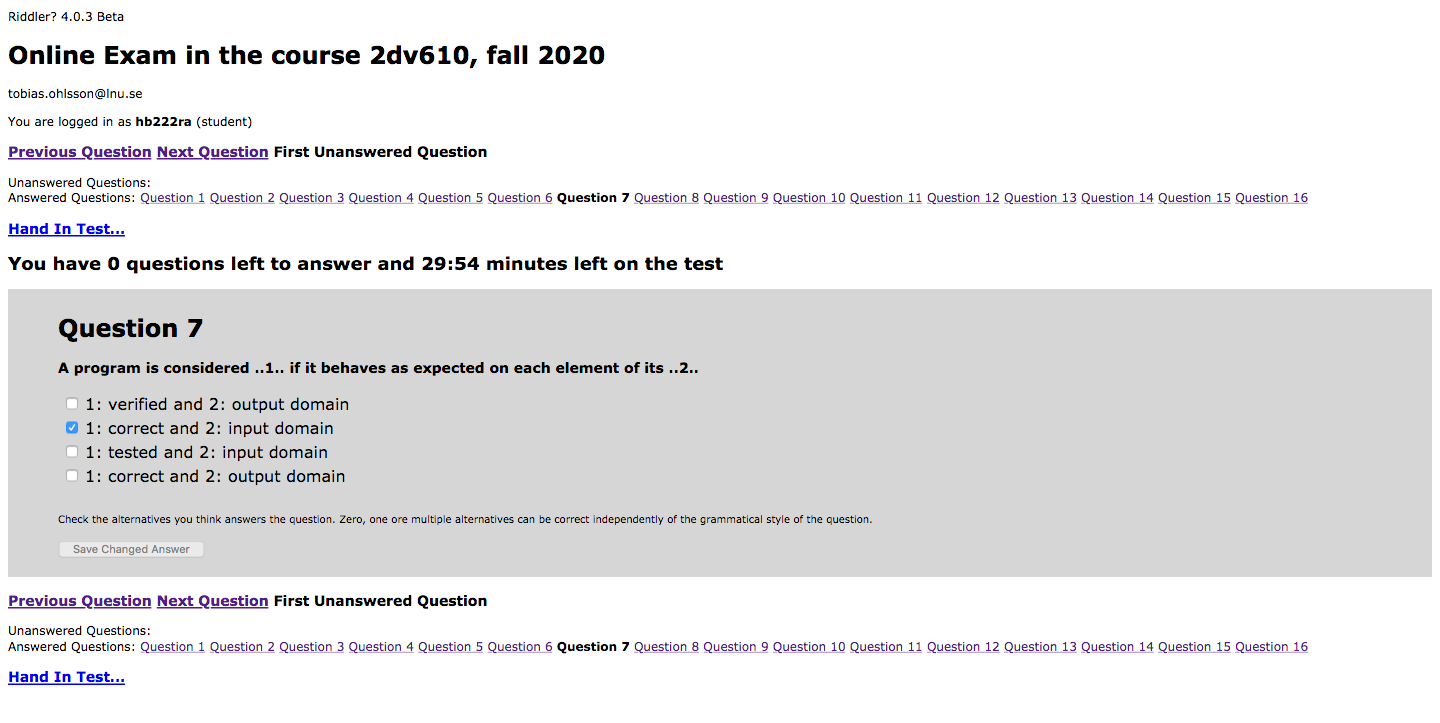 Riddler? 4.0.3 Beta
Online Exam in the course 2dv610, fall 2020
tobias.ohlsson@lnu.se
You are logged in as hb222ra (student)
Previous Question Next Question First Unanswered Question
Unanswered Questions:
Answered Questions: Question 1 Question 2 Question 3 Question 4 Question 5 Question 6 Question 7 Question 8 Question 9 Question 10 Question 11 Question 12 Question 13 Question 14 Question 15 Question 16
Hand In Test...
You have 0 questions left to answer and 29:54 minutes left on the test
Question 7
A program is considered ..1.. if it behaves as expected on each element of its ..2..
1: verified and 2: output domain
1: correct and 2: input domain
1: tested and 2: input domain
1: correct and 2: output domain
Check the alternatives you think answers the question. Zero, one ore multiple alternatives can be correct independently of the grammatical style of the question.
Save Changed Answer
Previous Question Next Question First Unanswered Question
Unanswered Questions:
Answered Questions: Question 1 Question 2 Question 3 Question 4 Question 5 Question 6 Question 7 Question 8 Question 9 Question 10 Question 11 Question 12 Question 13 Question 14 Question 15 Question 16
Hand In Test...